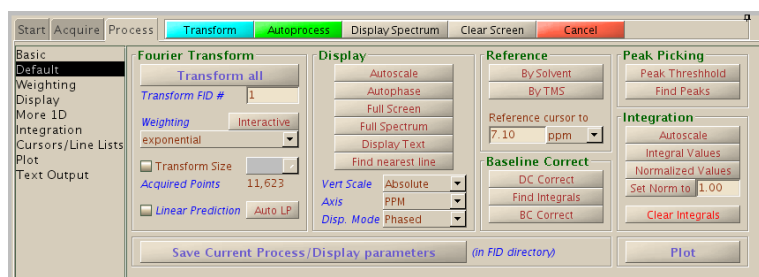 Start Acquire Process Transform Autoprocess Display Spectrum Clear Screen Cancel
Basic
Default
Weighting
Display
More 1D
Integration
Cursors/Line Lists
Plot
Text Output
Fourier Transform
Transform all
Transform FID # 1
Weighting Interactive
exponential
Transform Size
Acquired Points 11,623
Linear Prediction Auto LP
Display
Autoscale
Autophase
Full Screen
Full Spectrum
Display Text
Find nearest line
Vert Scale Absolute
Axis PPM
Disp. Mode Phased
Reference
By Solvent
By TMS
Reference cursor to
7.10 ppm
Baseline Correct
DC Correct
Find Integrals
BC Correct
Peak Picking
Peak Threshhold
Find Peaks
Integration
Autoscale
Integral Values
Normalized Values
Set Norm to 1.00
Clear Integrals
Save Current Process/Display parameters (in FID directory)
Plot